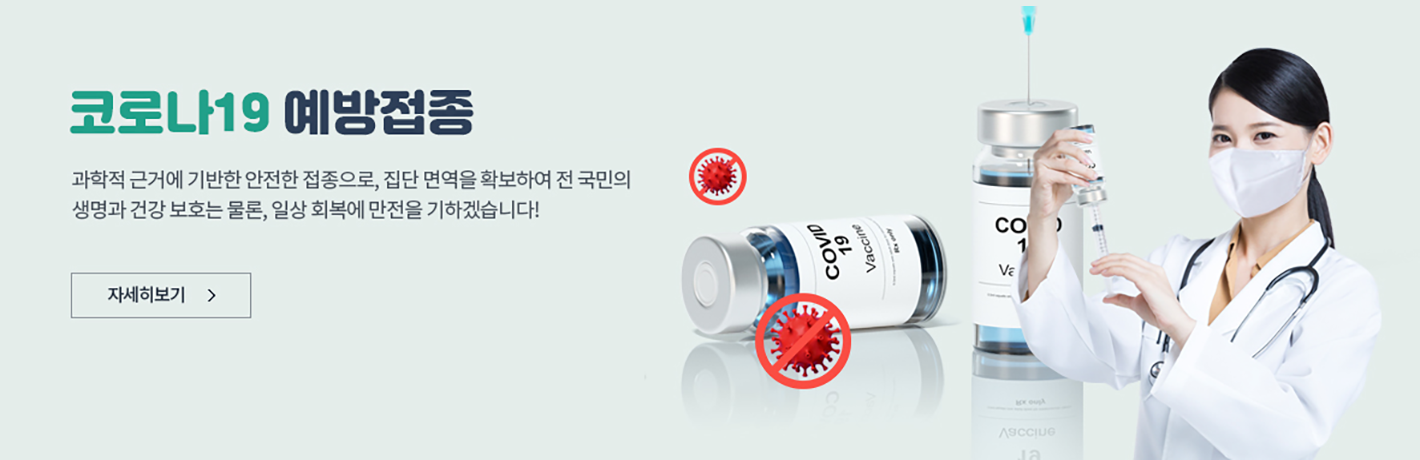 코로나19 예방접종
과학적 근거에 기반한 안전한 접종으로, 집단 면역을 확보하여 전 국민의
생명과 건강 보호는 물론, 일상 회복에 만전을 기하겠습니다!
자세히보기 >
COVID
19
Vaccine
Rx only